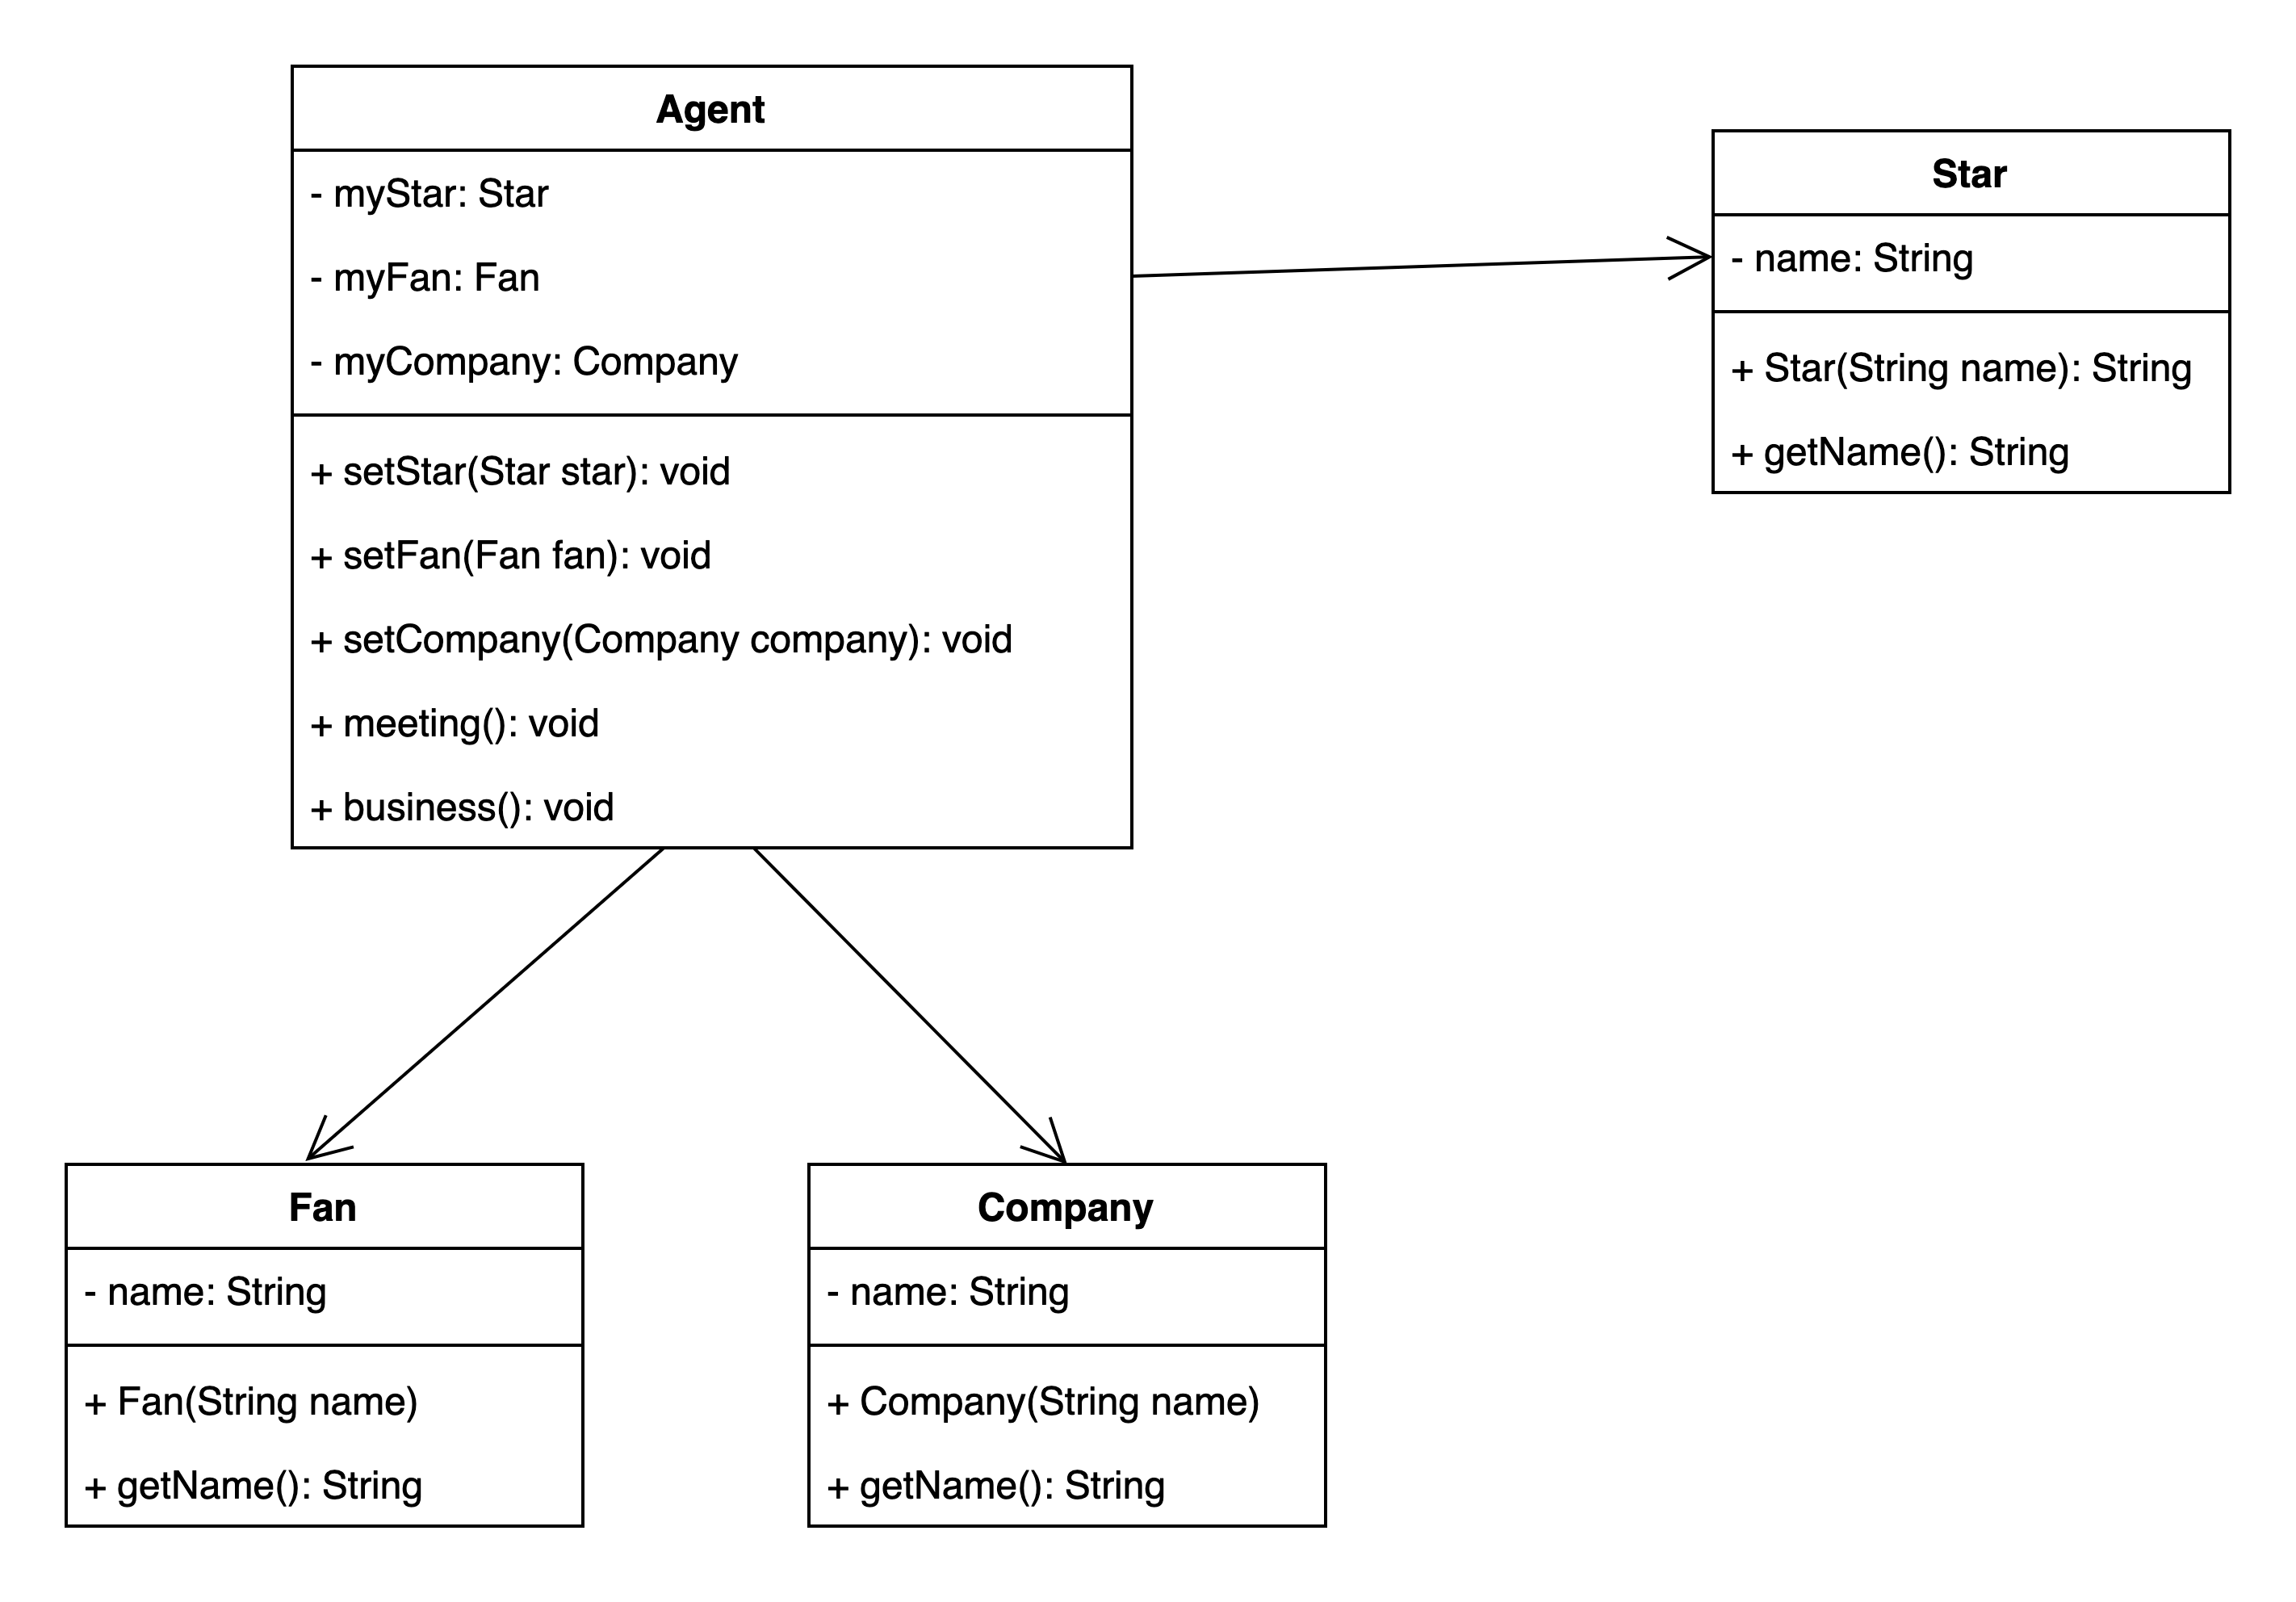 Agent
- myStar: Star
- myFan: Fan
- myCompany: Company
+ setStar(Star star): void
+ setFan(Fan fan): void
+ setCompany(Company company): void
+ meeting(): void
+ business(): void
Star
- name: String
+ Star(String name): String
+ getName(): String
Fan
- name: String
+ Fan(String name)
+ getName(): String
Company
- name: String
+ Company(String name)
+ getName(): String